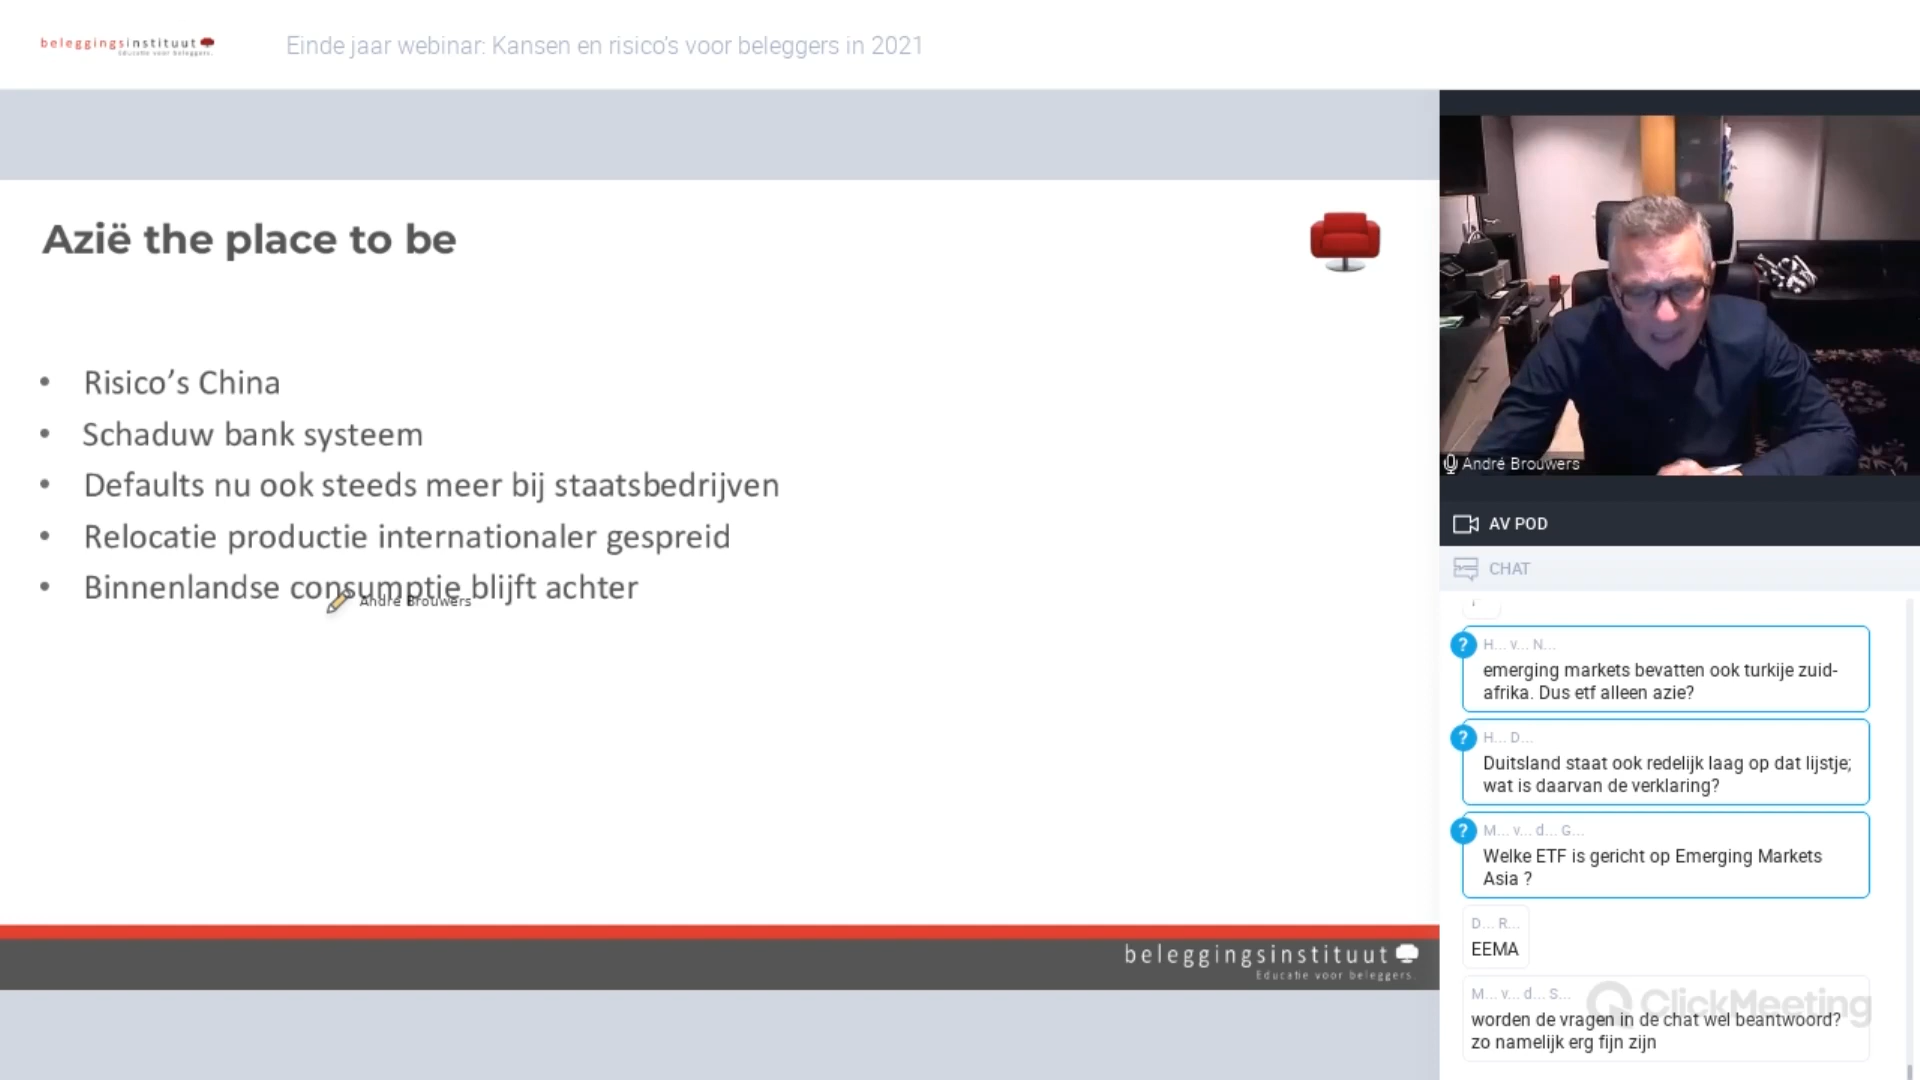 beleggingsinstituut
Educatie voor beleggers.
Einde jaar webinar: Kansen en risico's voor beleggers in 2021
Azië the place to be
• Risico’s China
• Schaduw bank systeem
• Defaults nu ook steeds meer bij staatsbedrijven
• Relocatie productie internationaler gespreid
• Binnenlandse consumptie blijft achter
André Brouwers
beleggingsinstituut
Educatie voor beleggers.
André Brouwers
AV POD
CHAT
? H... v... N...
emerging markets bevatten ook turkije zuid-
afrika. Dus etf alleen azie?
? H... D...
Duitsland staat ook redelijk laag op dat lijstje;
wat is daarvan de verklaring?
? M... v... d... G...
Welke ETF is gericht op Emerging Markets
Asia ?
D... R...
EEMA
M... v... d... S...
worden de vragen in de chat wel beantwoord?
zo namelijk erg fijn zijn
ClickMeeting